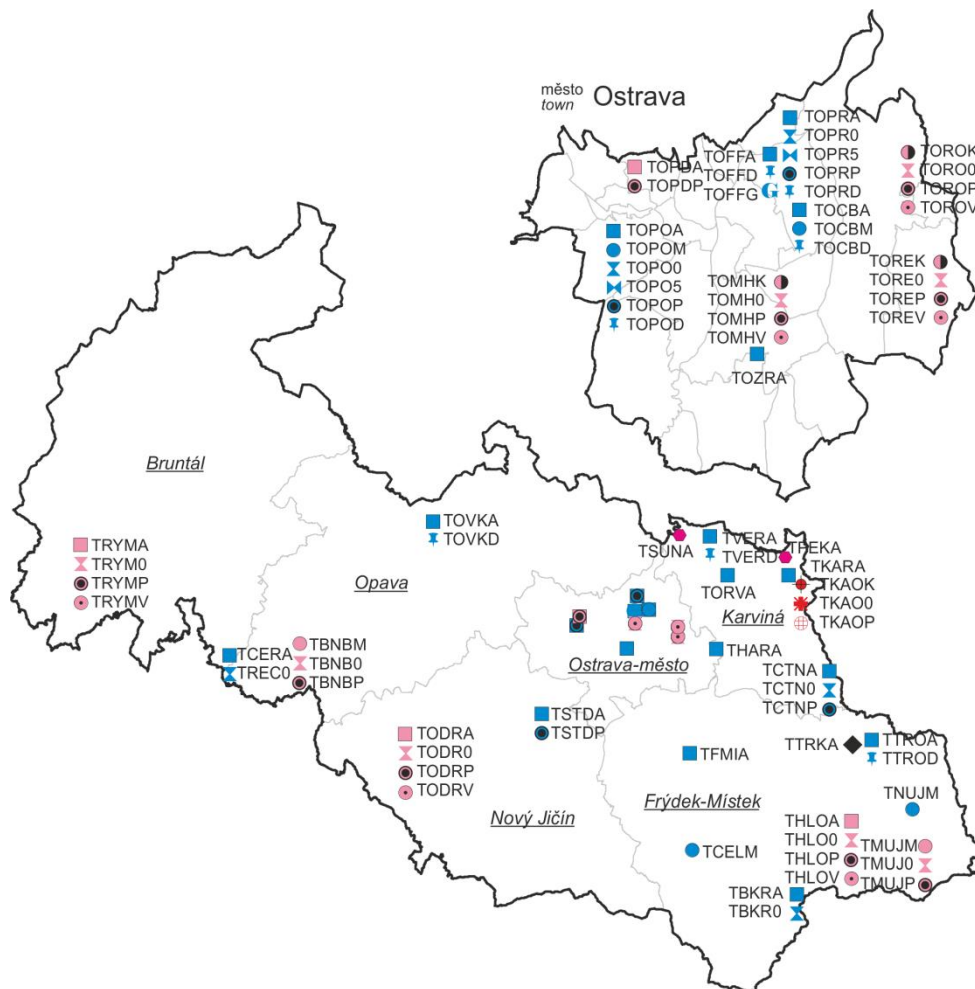 město
town
Ostrava
TOPRA
TOPR0
TOFFA TOPR5
TOFFD TOPRP
TOFFG G TOPRD
TOROK
TORO0
TOROP
TOROV
TOPDA
TOPDP
TOCBA
TOCBM
TOCBD
TOPOA
TOPOM
TOPO0
TOPO5
TOPOP
TOPOD
TOREK
TORE0
TOREP
TOREV
TOMHK
TOMH0
TOMHP
TOMHV
TOZRA
Bruntál
TRYMA
TRYM0
TRYMP
TRYMV
TOVKA
TOVKD
Opava
TSUNA
TVERA
TVERD
TPEKA
TKARA
TORVA
TKAOK
TKAO0
TKAOP
Karviná
TCERA
TREC0
TBNBM
TBNB0
TBNBP
Ostrava-město
THARA
TCTNA
TCTN0
TCTNP
TODRA
TODR0
TODRP
TODRV
TSTDA
TSTDP
Nový Jičín
TFMIA
TTRKA
TTROA
TTROD
TNUJM
Frýdek-Místek
TCELM
THLOA
THLO0
THLOP
THLOV
TMUJM
TMUJ0
TMUJP
TBKRA
TBKR0